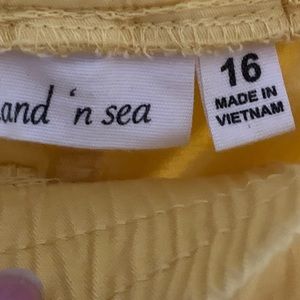 and 'n sea
16
MADE IN
VIETNAM